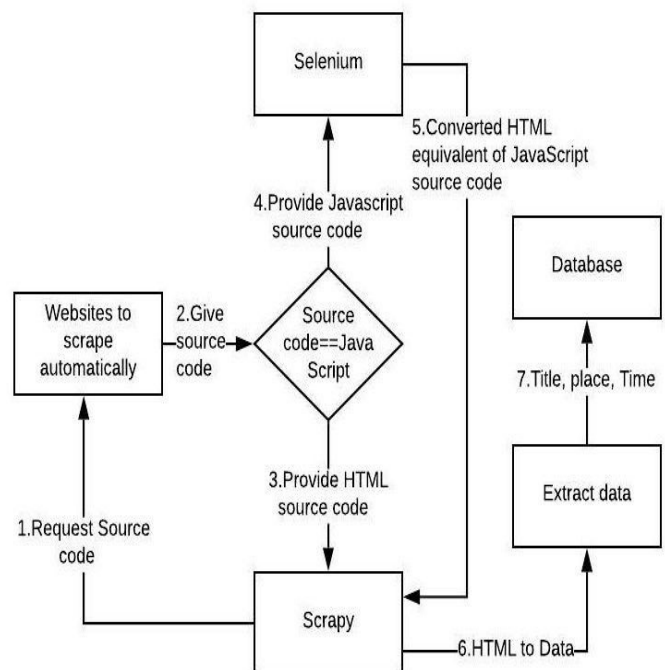 Selenium
5.Converted HTML
equivalent of JavaScript
source code
4.Provide Javascript
source code
Database
Websites to
scrape
automatically
2.Give
source
code
Source
code==Java
Script
7.Title, place, Time
3.Provide HTML
source code
Extract data
1.Request Source
code
Scrapy
6.HTML to Data